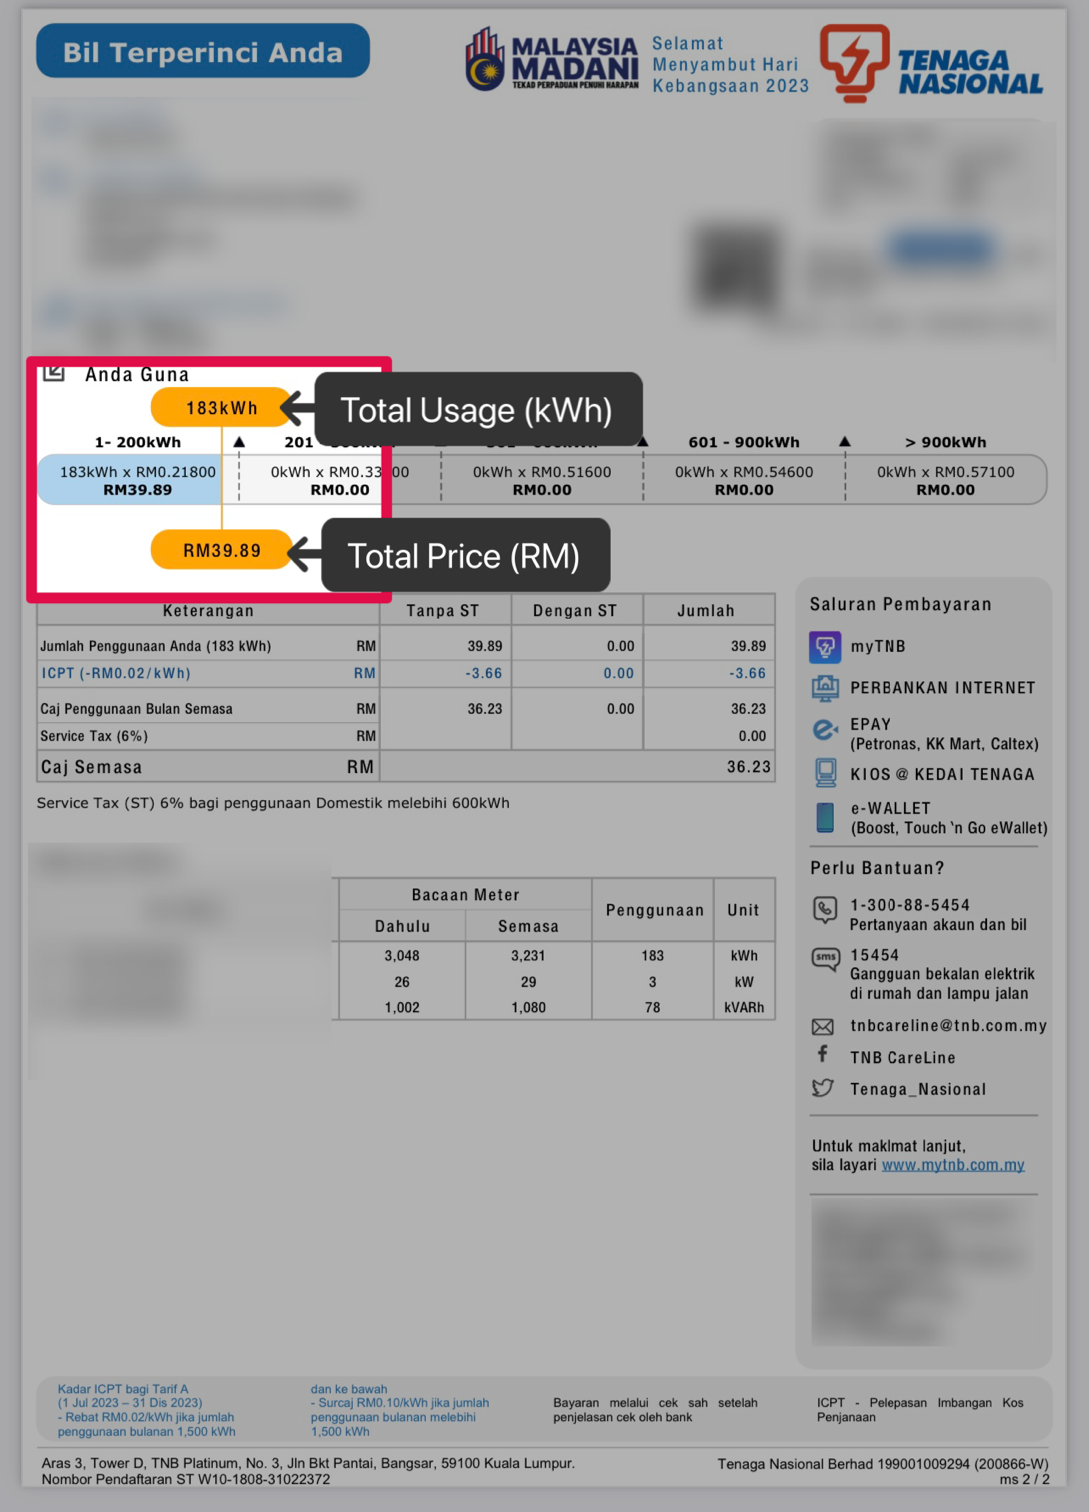 Bil Terperinci Anda
MALAYSIA
MADANI
TEKAD PERPADUAN PENUHI HARAPAN
Selamat
Menyambut Hari
Kebangsaan 2023
TENAGA
NASIONAL
Anda Guna
183kWh
Total Usage (kWh)
1- 200kWh
201
601 - 900kWh
> 900kWh
183kWh x RM0.21800
0kWh x RM0.33 00
0kWh x RM0.51600
0kWh x RM0.54600
0kWh x RM0.57100
RM39.89
RM0.00
RM0.00
RM0.00
RM0.00
RM39.89
Total Price (RM)
Keterangan Tanpa ST Dengan ST Jumlah
Jumlah Penggunaan Anda (183 kWh) RM 39.89 0.00 39.89
ICPT (-RM0.02/kWh) RM -3.66 0.00 -3.66
Caj Penggunaan Bulan Semasa RM 36.23 0.00 36.23
Service Tax (6%) RM 0.00
Caj Semasa RM 36.23
Service Tax (ST) 6% bagi penggunaan Domestik melebihi 600kWh
Bacaan Meter Penggunaan Unit
Dahulu Semasa
3,048 3,231 183 kWh
26 29 3 kW
1,002 1,080 78 kVARh
Saluran Pembayaran
myTNB
PERBANKAN INTERNET
EPAY
(Petronas, KK Mart, Caltex)
KIOS @ KEDAI TENAGA
e-WALLET
(Boost, Touch 'n Go eWallet)
Perlu Bantuan?
1-300-88-5454
Pertanyaan akaun dan bil
sms
15454
Gangguan bekalan elektrik
di rumah dan lampu jalan
tnbcareline@tnb.com.my
TNB CareLine
Tenaga_Nasional
Untuk maklmat lanjut,
sila layari www.mytnb.com.my
Kadar ICPT bagi Tarif A
(1 Jul 2023 – 31 Dis 2023)
- Rebat RM0.02/kWh jika jumlah
penggunaan bulanan 1,500 kWh
dan ke bawah
- Surcaj RM0.10/kWh jika jumlah
penggunaan bulanan melebihi
1,500 kWh
Bayaran melalui cek sah setelah
penjelasan cek oleh bank
ICPT - Pelepasan Imbangan Kos
Penjanaan
Aras 3, Tower D, TNB Platinum, No. 3, Jln Bkt Pantai, Bangsar, 59100 Kuala Lumpur.
Nombor Pendaftaran ST W10-1808-31022372
Tenaga Nasional Berhad 199001009294 (200866-W)
ms 2 / 2